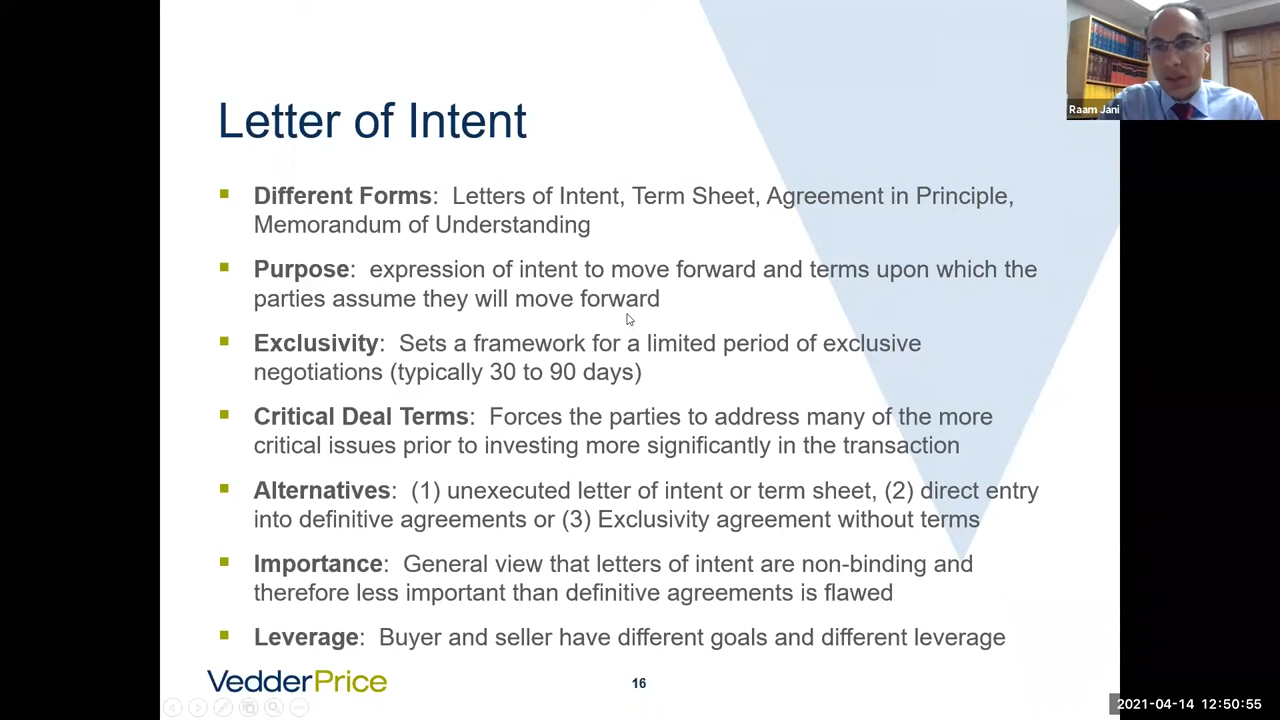 Raam Jani
Letter of Intent
Different Forms: Letters of Intent, Term Sheet, Agreement in Principle,
Memorandum of Understanding
Purpose: expression of intent to move forward and terms upon which the
parties assume they will move forward
Exclusivity: Sets a framework for a limited period of exclusive
negotiations (typically 30 to 90 days)
Critical Deal Terms: Forces the parties to address many of the more
critical issues prior to investing more significantly in the transaction
Alternatives: (1) unexecuted letter of intent or term sheet, (2) direct entry
into definitive agreements or (3) Exclusivity agreement without terms
Importance: General view that letters of intent are non-binding and
therefore less important than definitive agreements is flawed
Leverage: Buyer and seller have different goals and different leverage
VedderPrice
16
2021-04-14 12:50:55